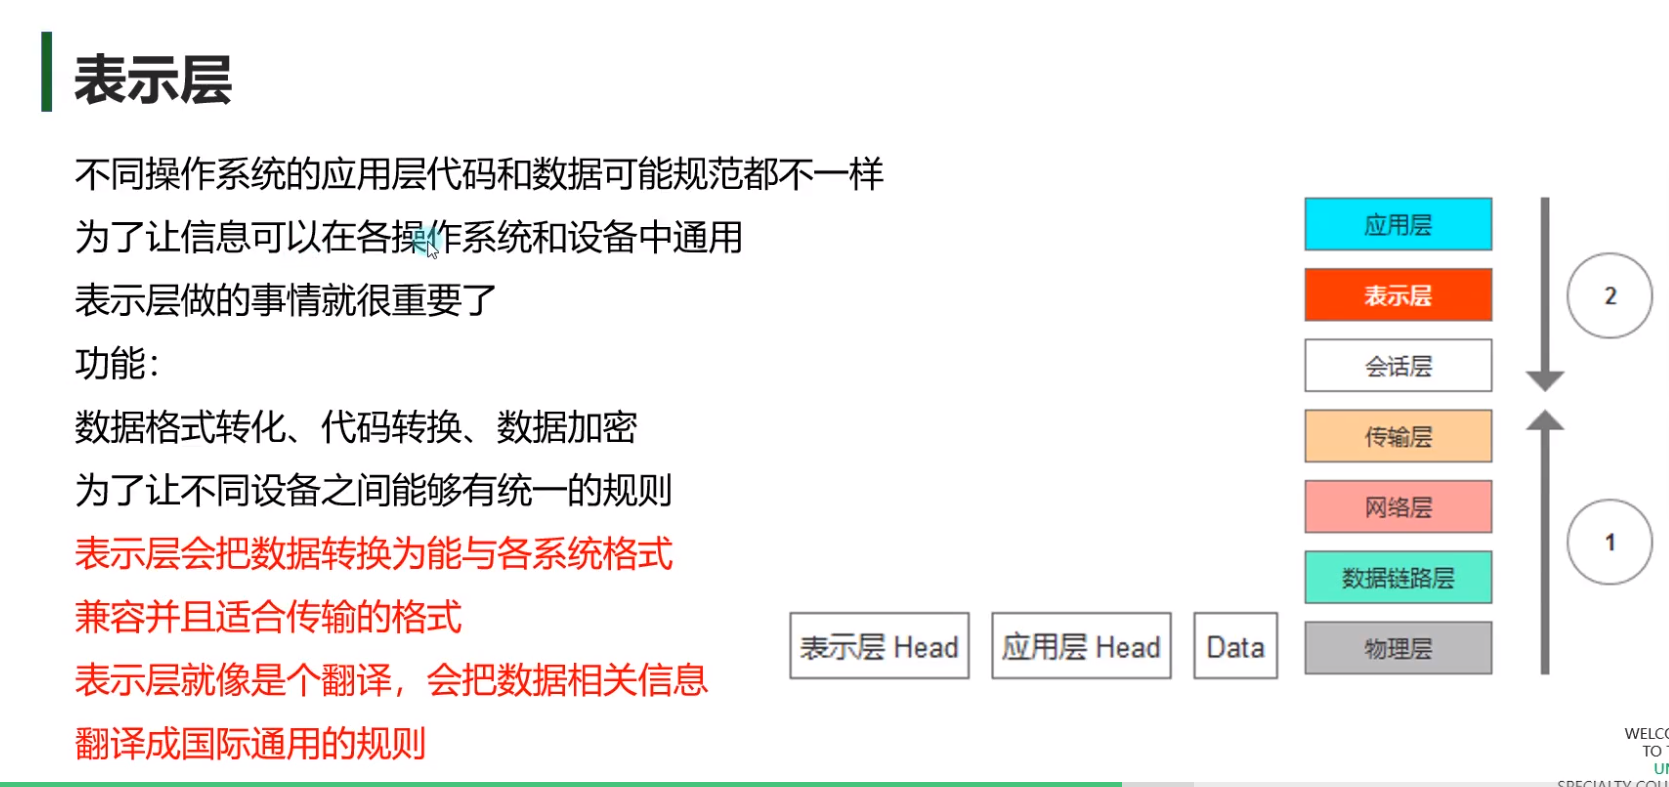 表示层
不同操作系统的应用层代码和数据可能规范都不一样
为了让信息可以在各操作系统和设备中通用
表示层做的事情就很重要了
功能：
数据格式转化、代码转换、数据加密
为了让不同设备之间能够有统一的规则
表示层会把数据转换为能与各系统格式
兼容并且适合传输的格式
表示层就像是个翻译，会把数据相关信息
翻译成国际通用的规则
表示层 Head
应用层 Head
Data
应用层
表示层
会话层
传输层
网络层
数据链路层
物理层
2
1
TO